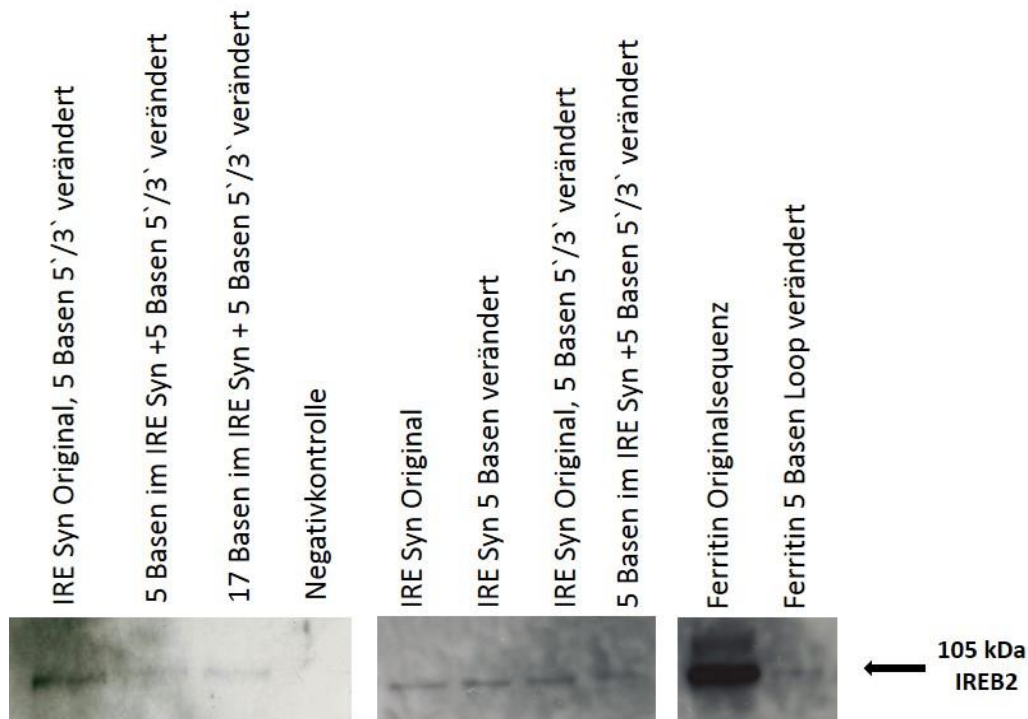 IRE Syn Original, 5 Basen 5`/3` verändert
5 Basen im IRE Syn +5 Basen 5`/3` verändert
17 Basen im IRE Syn + 5 Basen 5`/3` verändert
Negativkontrolle
IRE Syn Original
IRE Syn 5 Basen verändert
IRE Syn Original, 5 Basen 5`/3` verändert
5 Basen im IRE Syn +5 Basen 5`/3` verändert
Ferritin Originalsequenz
Ferritin 5 Basen Loop verändert
105 kDa
IREB2